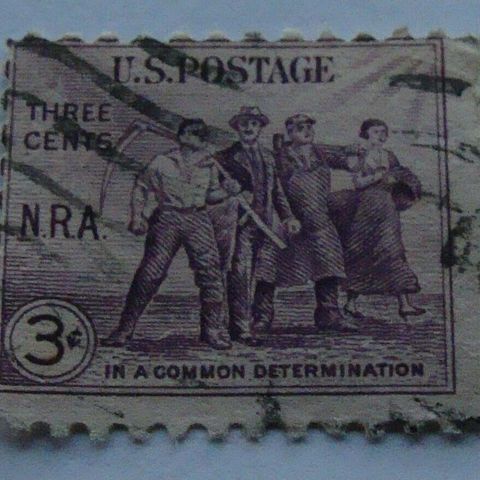 U.S. POSTAGE
THREE
CENTS
N.R.A.
3¢
IN A COMMON DETERMINATION